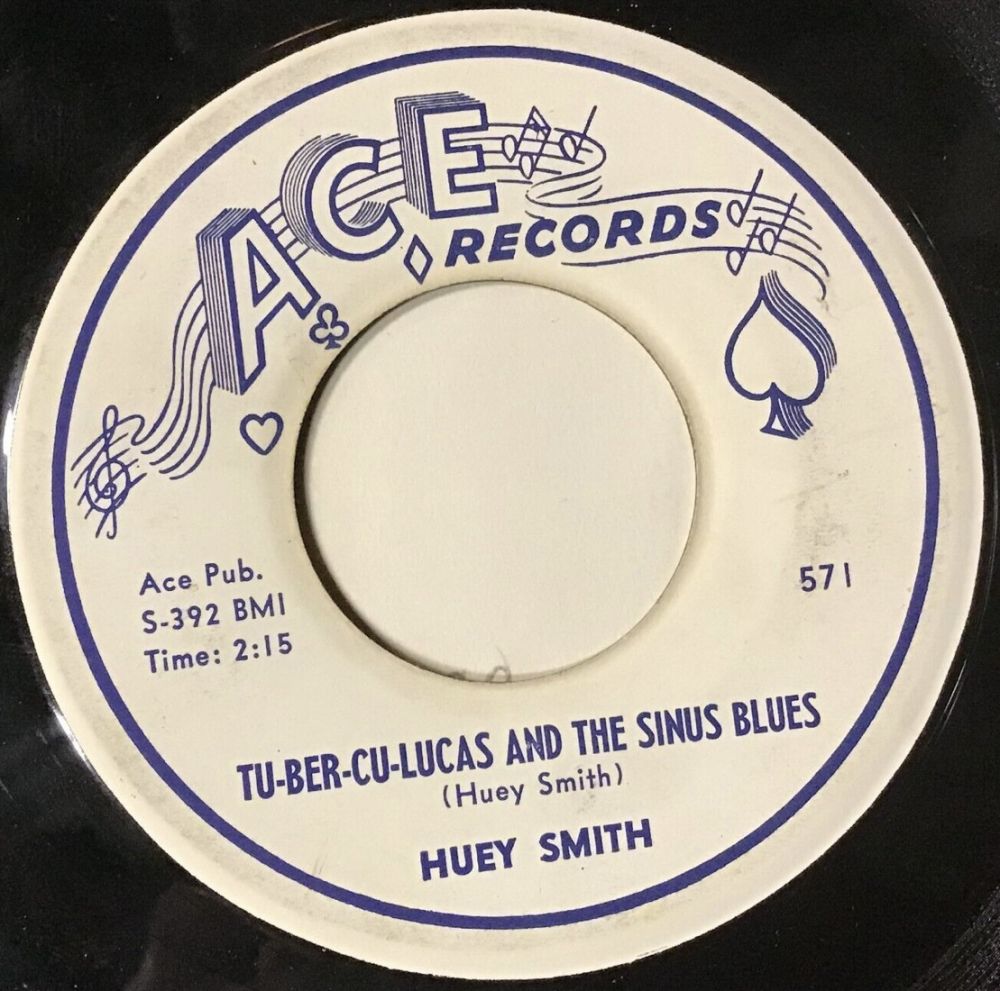 ACE
RECORDS
Ace Pub.
S-392 BMI
Time: 2:15
571
TU-BER-CU-LUCAS AND THE SINUS BLUES
(Huey Smith)
HUEY SMITH